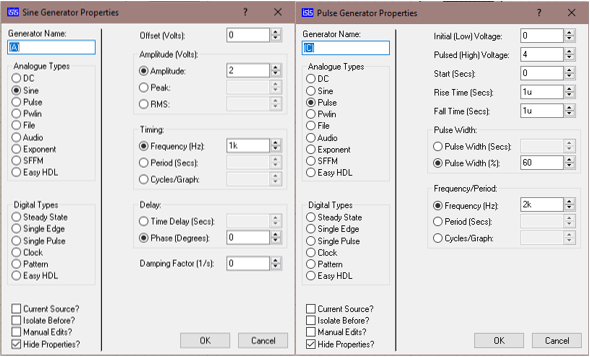 ISIS Sine Generator Properties ? ×
Generator Name:
(A)
Analogue Types
DC
Sine
Pulse
Pwlin
File
Audio
Exponent
SFFM
Easy HDL
Digital Types
Steady State
Single Edge
Single Pulse
Clock
Pattern
Easy HDL
Current Source?
Isolate Before?
Manual Edits?
Hide Properties?
Offset (Volts): 0
Amplitude (Volts):
Amplitude: 2
Peak:
RMS:
Timing:
Frequency (Hz): 1k
Period (Secs):
Cycles/Graph:
Delay:
Time Delay (Secs):
Phase (Degrees): 0
Damping Factor (1/s): 0
OK Cancel
ISIS Pulse Generator Properties ? ×
Generator Name:
(C)
Analogue Types
DC
Sine
Pulse
Pwlin
File
Audio
Exponent
SFFM
Easy HDL
Digital Types
Steady State
Single Edge
Single Pulse
Clock
Pattern
Easy HDL
Current Source?
Isolate Before?
Manual Edits?
Hide Properties?
Initial (Low) Voltage: 0
Pulsed (High) Voltage: 4
Start (Secs): 0
Rise Time (Secs): 1u
Fall Time (Secs): 1u
Pulse Width:
Pulse Width (Secs):
Pulse Width (%): 60
Frequency/Period:
Frequency (Hz): 2k
Period (Secs):
Cycles/Graph:
OK Cancel